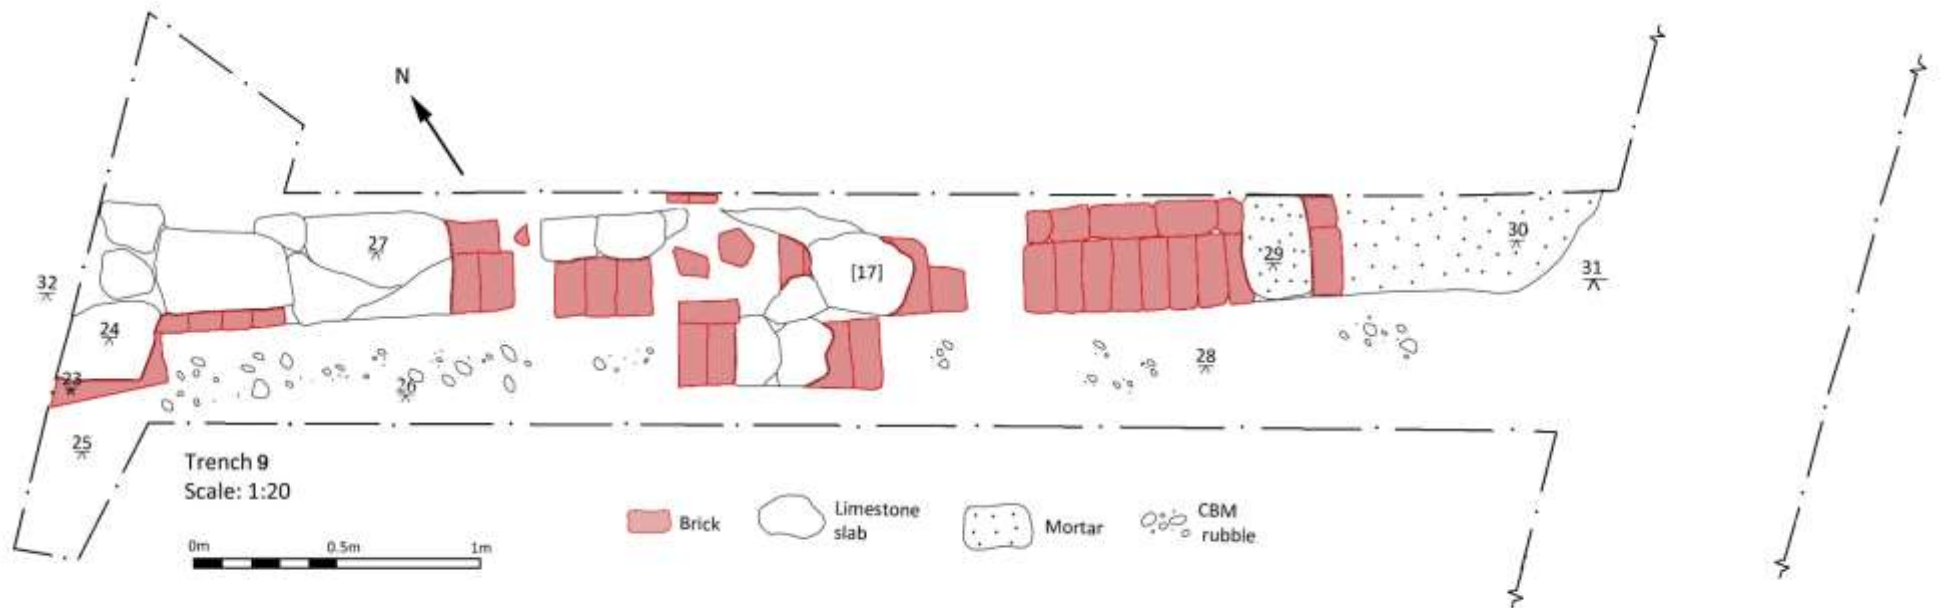 N
27
[17]
29
30
31
32
24
23
26
28
25
Trench 9
Scale: 1:20
0m 0.5m 1m
Brick
Limestone
slab
Mortar
CBM
rubble